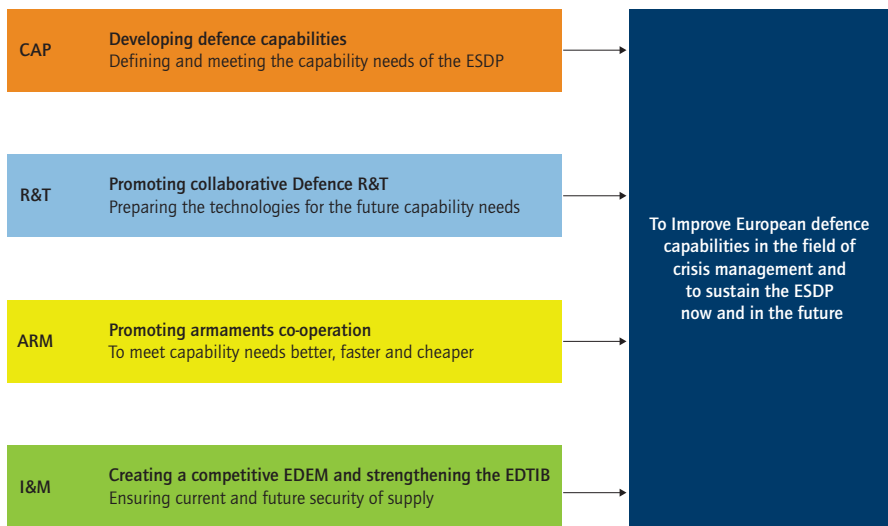 CAP
Developing defence capabilities
Defining and meeting the capability needs of the ESDP
R&T
Promoting collaborative Defence R&T
Preparing the technologies for the future capability needs
ARM
Promoting armaments co-operation
To meet capability needs better, faster and cheaper
I&M
Creating a competitive EDEM and strengthening the EDTIB
Ensuring current and future security of supply
To Improve European defence
capabilities in the field of
crisis management and
to sustain the ESDP
now and in the future